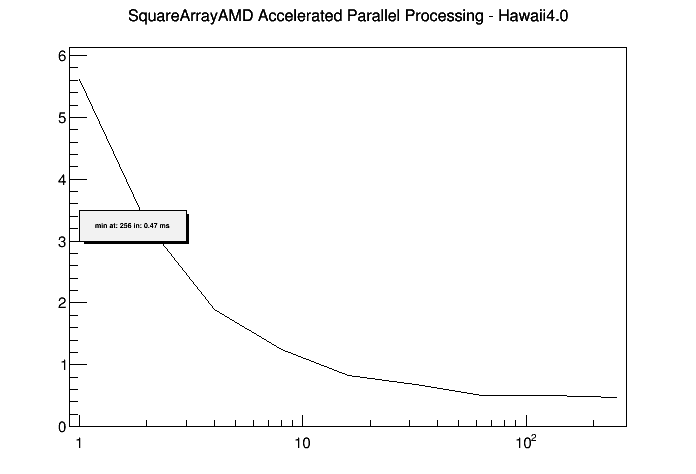 SquareArrayAMD Accelerated Parallel Processing - Hawaii4.0
6
5
4
min at: 256 in: 0.47 ms
3
2
1
0
1 10 10²